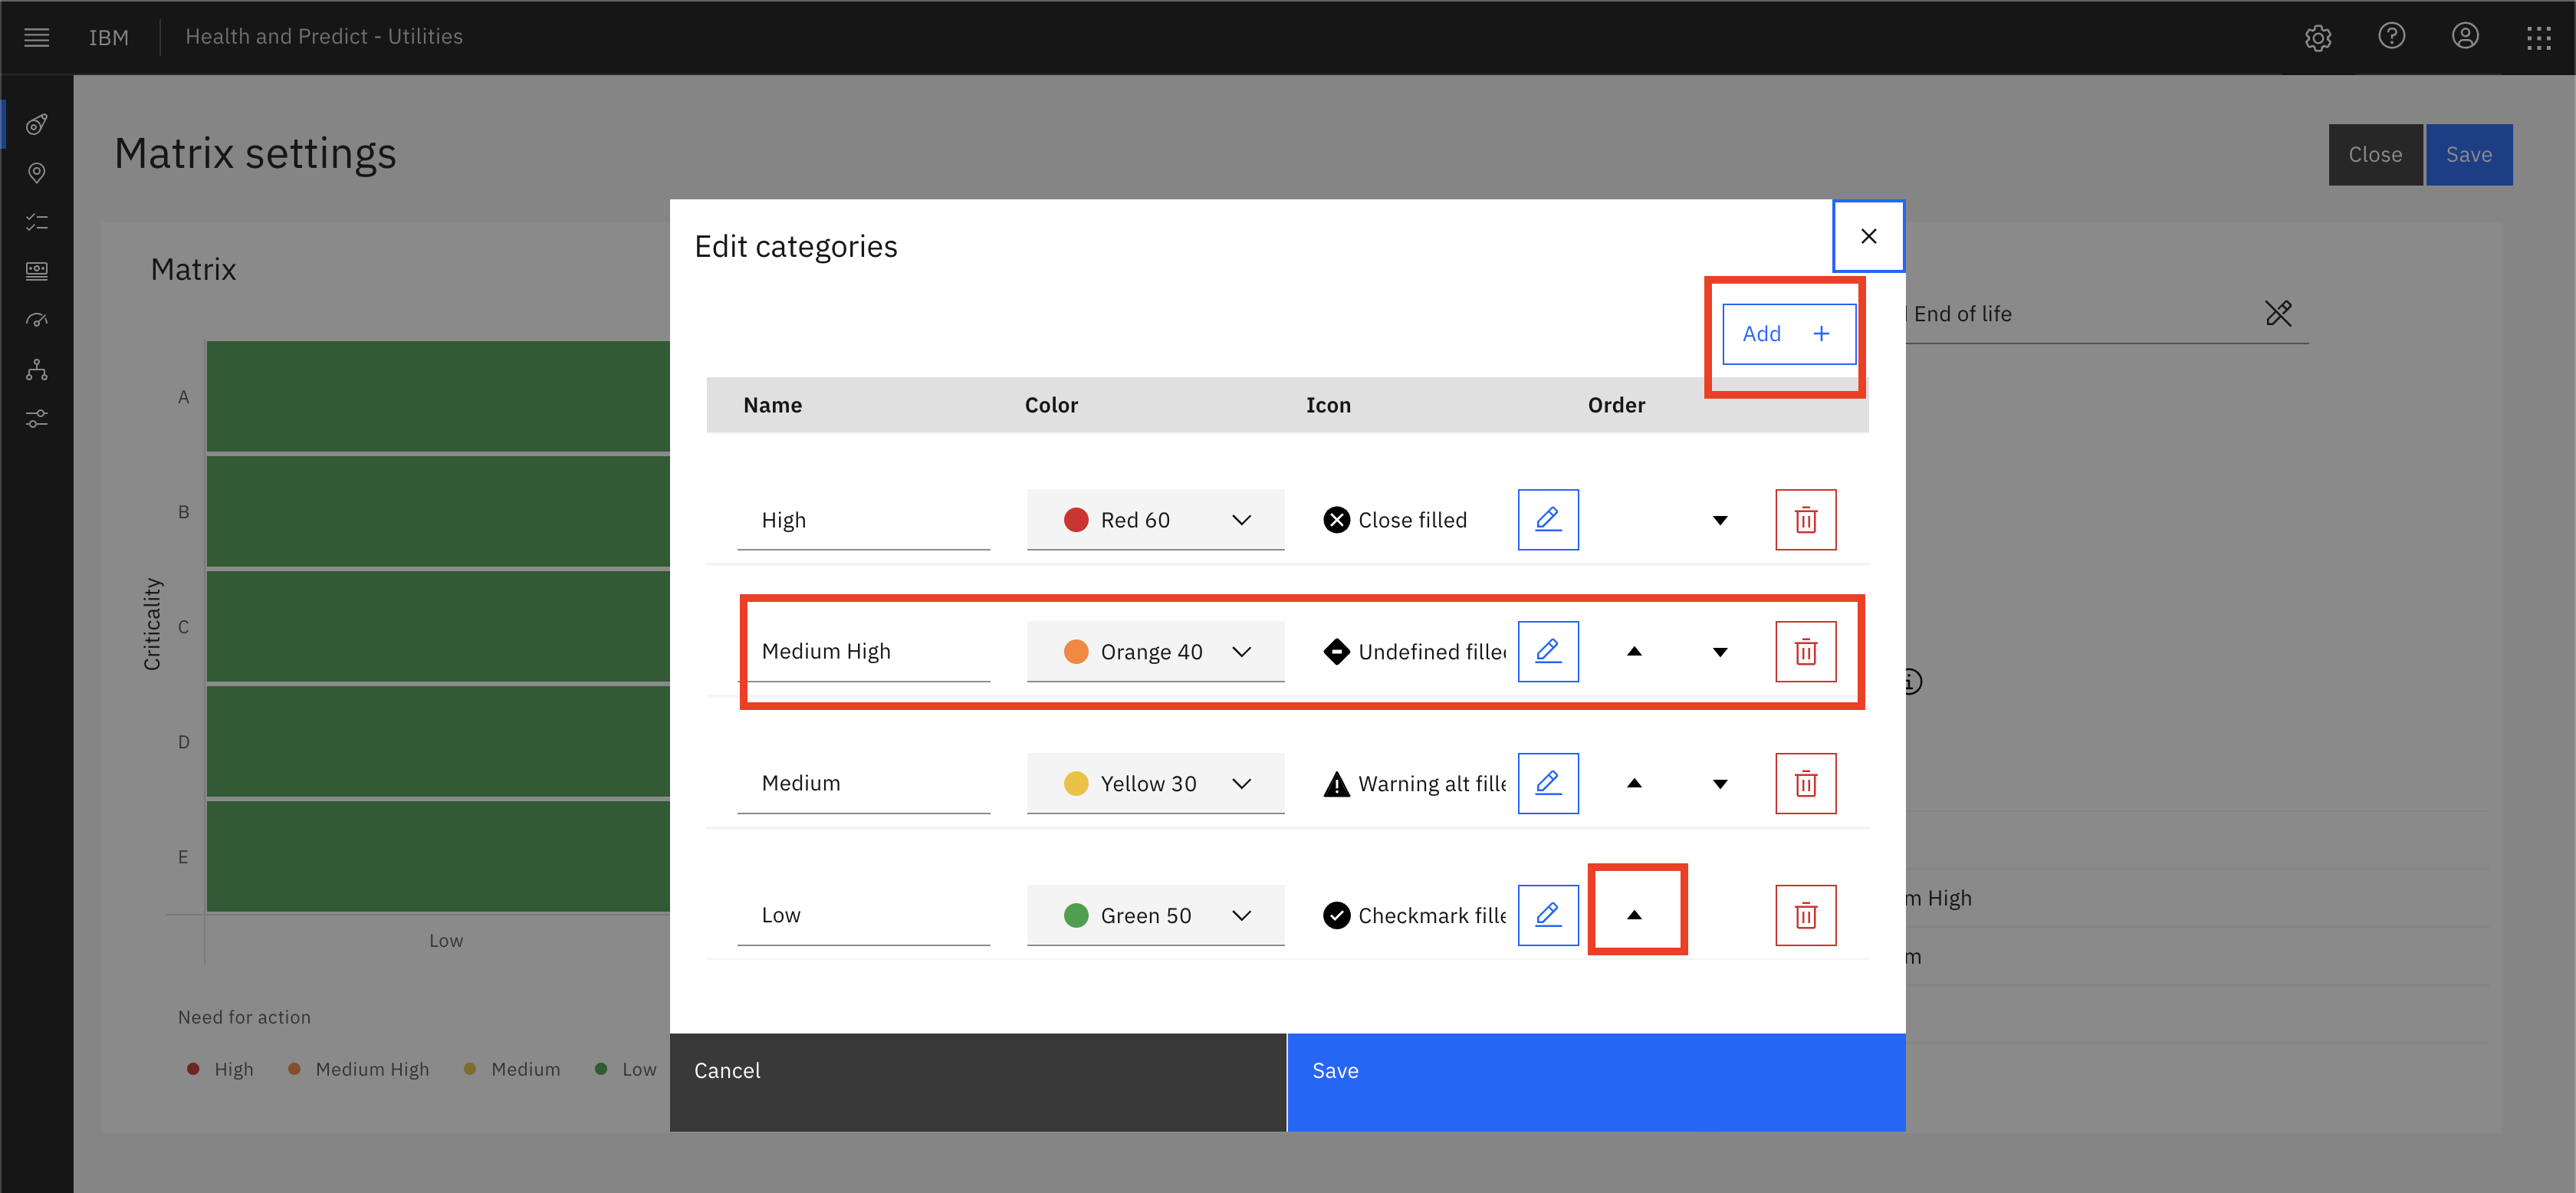 IBM Health and Predict - Utilities
Matrix settings
Close Save
Matrix
Criticality
A
B
C
D
E
Low
Need for action
High Medium High Medium Low
End of life
m High
m
Edit categories
Add +
Name Color Icon Order
High Red 60 Close filled
Medium High Orange 40 Undefined filled
Medium Yellow 30 Warning alt fille
Low Green 50 Checkmark fille
Cancel Save